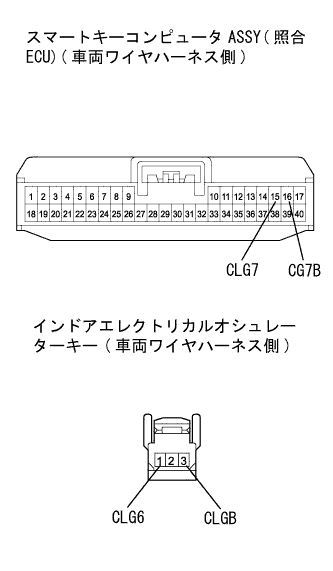 スマートキーコンピュータ ASSY( 照合
ECU) ( 車両ワイヤハーネス側 )
1 2 3 4 5 6 7 8 9 10 11 12 13 14 15 16 17
18 19 20 21 22 23 24 25 26 27 28 29 30 31 32 33 34 35 36 37 38 39 40
CLG7 CG7B
インドアエレクトリカルオシュレー
ターキー ( 車両ワイヤハーネス側 )
1 2 3
CLG6 CLGB